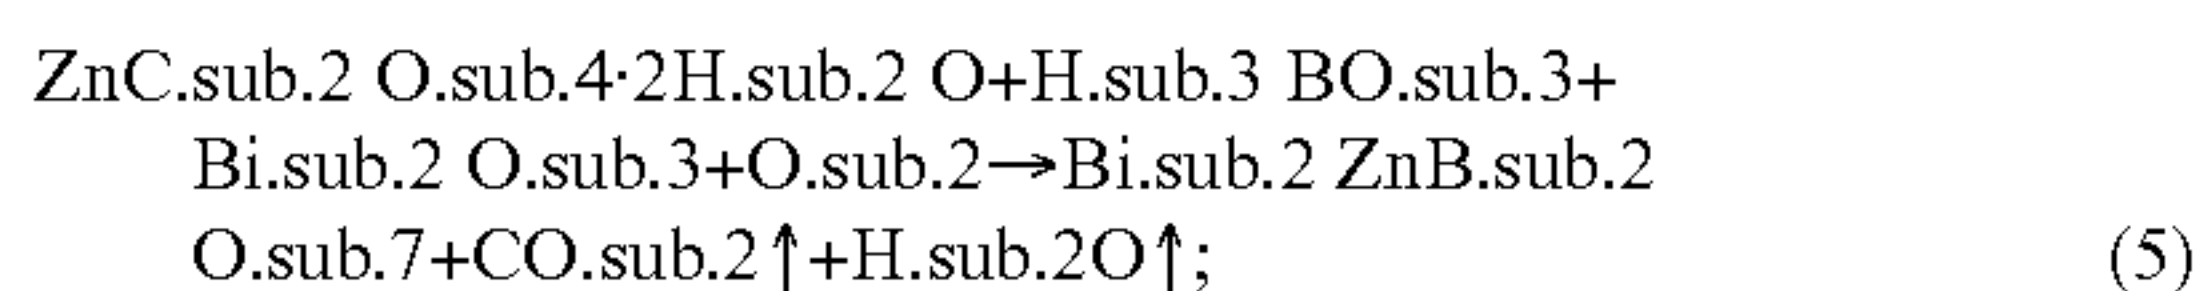 ZnC.sub.2 O.sub.4·2H.sub.2 O+H.sub.3 BO.sub.3+
Bi.sub.2 O.sub.3+O.sub.2→Bi.sub.2 ZnB.sub.2
O.sub.7+CO.sub.2↑+H.sub.2O↑; (5)